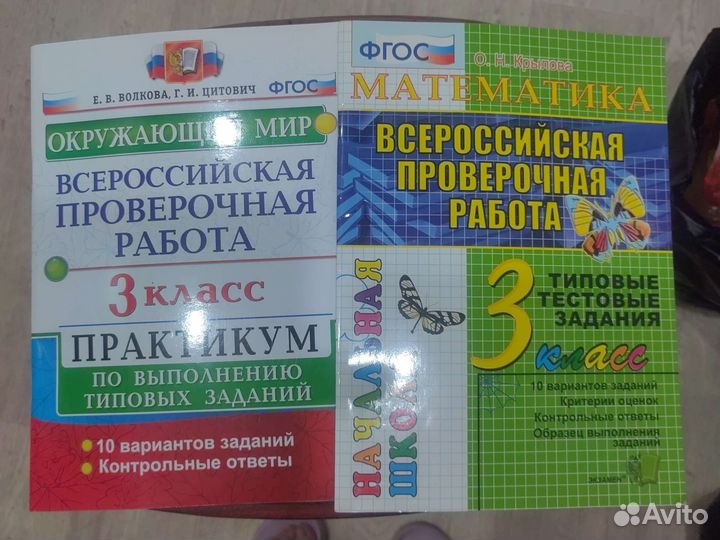 Е. В. ВОЛКОВА, Г. И. ЦИТОВИЧ
ФГОС
ОКРУЖАЮЩИЙ МИР
ВСЕРОССИЙСКАЯ
ПРОВЕРОЧНАЯ
РАБОТА
3 КЛАСС
ПРАКТИКУМ
ПО ВЫПОЛНЕНИЮ
ТИПОВЫХ ЗАДАНИЙ
10 вариантов заданий
Контрольные ответы
ФГОС
О. Н. Крылова
МАТЕМАТИКА
ВСЕРОССИЙСКАЯ
ПРОВЕРОЧНАЯ
РАБОТА
НАЧАЛЬНАЯ
ШКОЛА
3
ТИПОВЫЕ
ТЕСТОВЫЕ
ЗАДАНИЯ
класс
10 вариантов заданий
Критерии оценок
Контрольные ответы
Образец выполнения
заданий
ЭКЗАМЕН
Avito